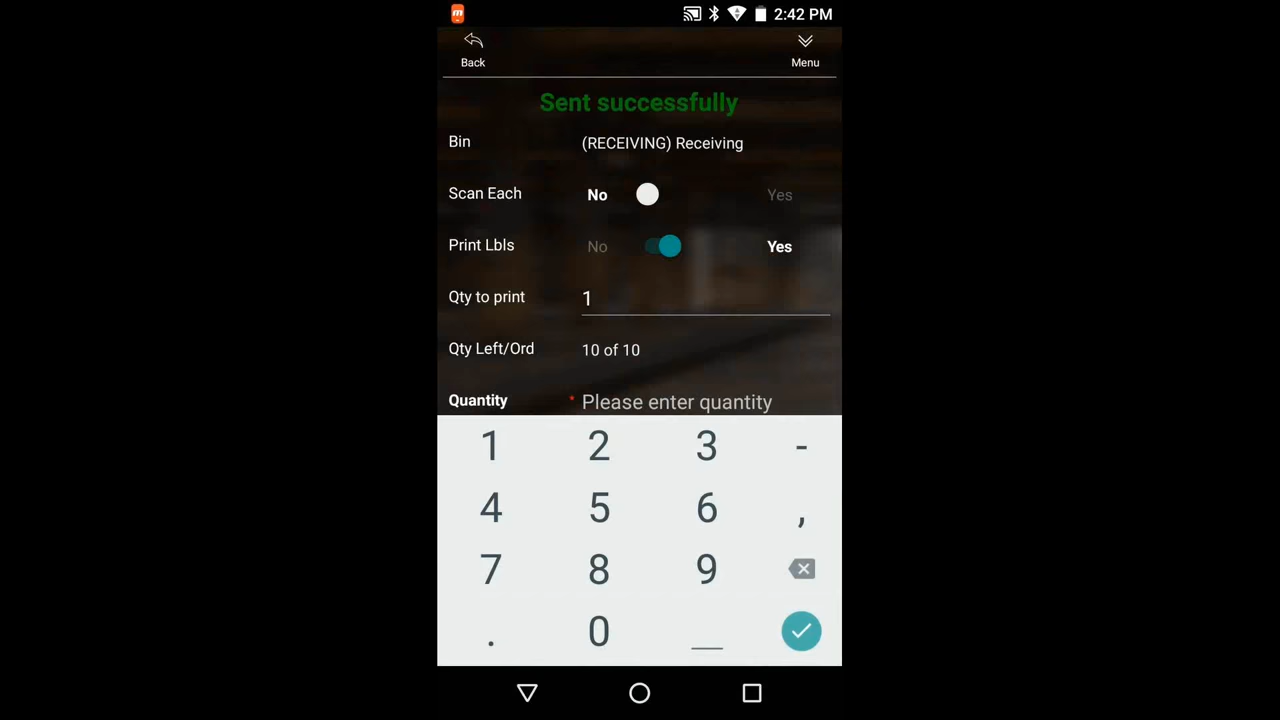 2:42 PM
Back
Menu
Sent successfully
Bin (RECEIVING) Receiving
Scan Each No Yes
Print Lbls No Yes
Qty to print 1
Qty Left/Ord 10 of 10
Quantity * Please enter quantity
1 2 3 -
4 5 6 ,
7 8 9
. 0 _